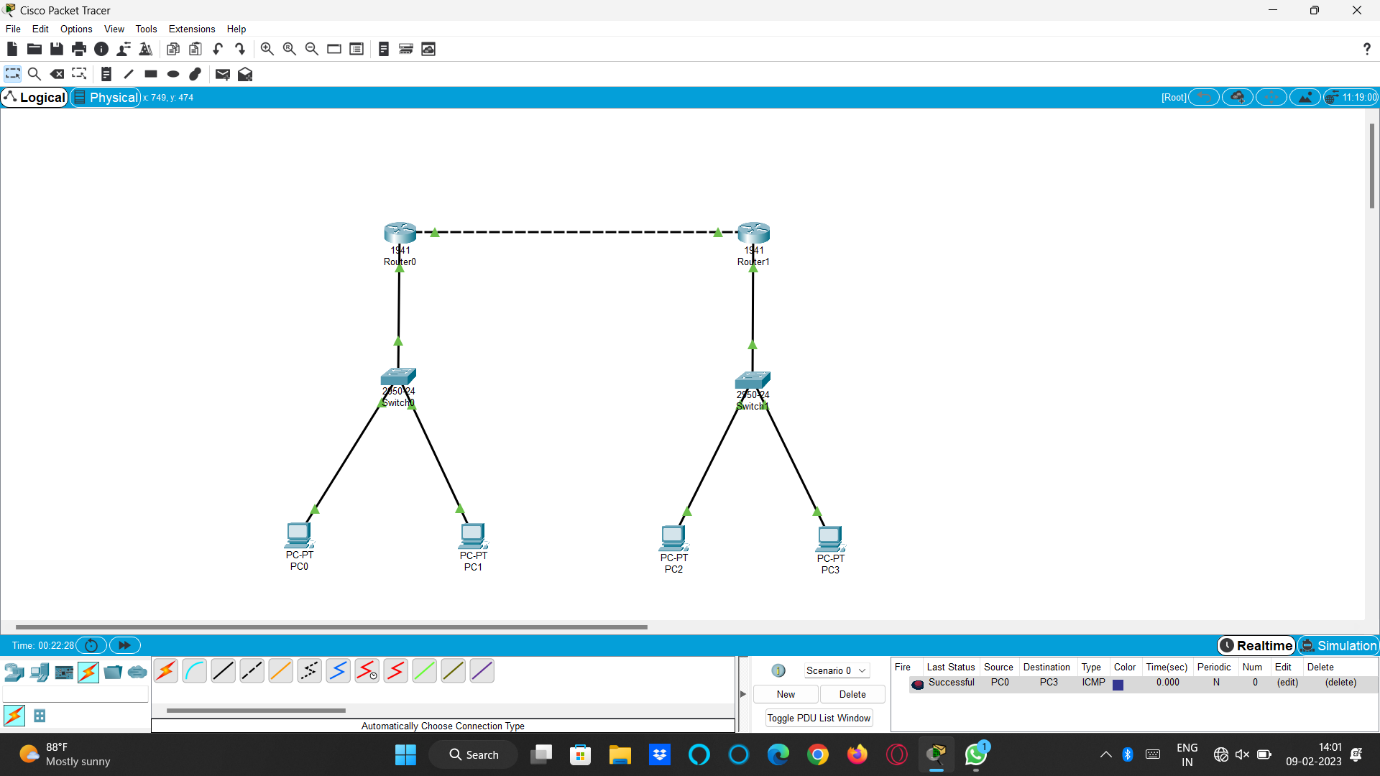 Cisco Packet Tracer
File Edit Options View Tools Extensions Help
?
Logical Physical x: 749, y: 474 [Root] 11:19:00
1941
Router0
1941
Router1
2950-24
Switch0
2950-24
Switch1
PC-PT
PC0
PC-PT
PC1
PC-PT
PC2
PC-PT
PC3
Time: 00:22:28 Realtime Simulation
Scenario 0
New Delete
Toggle PDU List Window
Fire Last Status Source Destination Type Color Time(sec) Periodic Num Edit Delete
Successful PC0 PC3 ICMP 0.000 N 0 (edit) (delete)
Automatically Choose Connection Type
88°F
Mostly sunny
Search
1
ENG
IN
14:01
09-02-2023